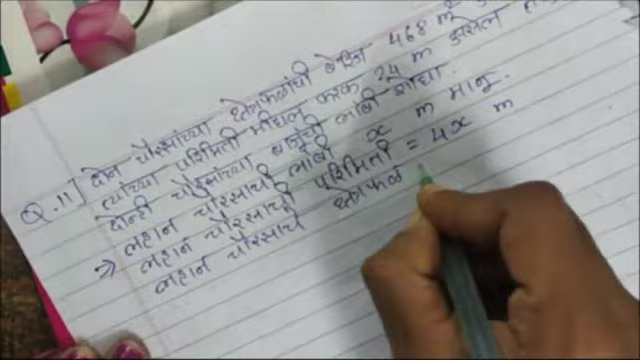 Q.11] दोन चौरसांच्या क्षेत्रफळांची बेरीज 468 m
त्यांच्या परिमिती मधील फरक 24 m असेल
दोन्ही चौरसांच्या बाजूंची लांबी शोधा.
⇒ लहान चौरसाची लांबी x m मानू.
लहान चौरसाची परिमिती = 4x m
लहान चौरसाचे क्षेत्रफळ